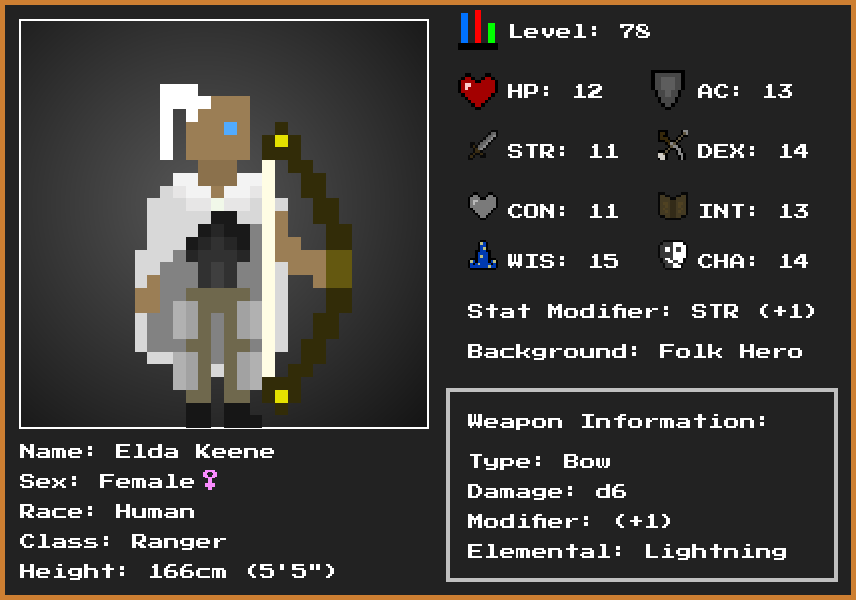 Level: 78
HP: 12 AC: 13
STR: 11 DEX: 14
CON: 11 INT: 13
WIS: 15 CHA: 14
Stat Modifier: STR (+1)
Background: Folk Hero
Weapon Information:
Type: Bow
Damage: d6
Modifier: (+1)
Elemental: Lightning
Name: Elda Keene
Sex: Female♀
Race: Human
Class: Ranger
Height: 166cm (5'5")